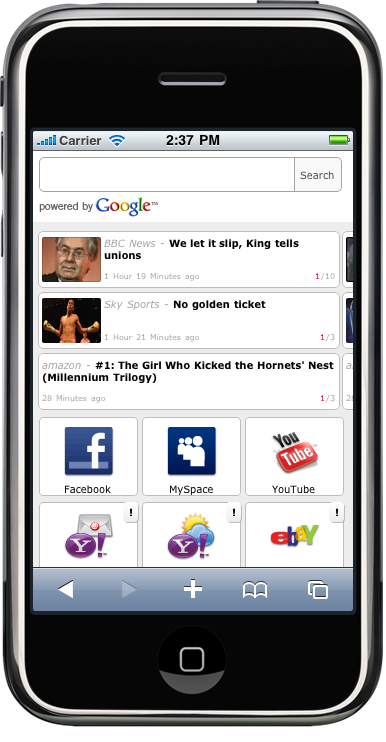 Carrier 2:37 PM
Search
powered by Google™
BBC News - We let it slip, King tells
unions
1 Hour 19 Minutes ago 1/10
Sky Sports - No golden ticket
1 Hour 21 Minutes ago 1/3
amazon - #1: The Girl Who Kicked the Hornets' Nest
(Millennium Trilogy)
28 Minutes ago 1/3
f
Facebook
MySpace
You
Tube
YouTube
! ! !
Y! Y! ebaY